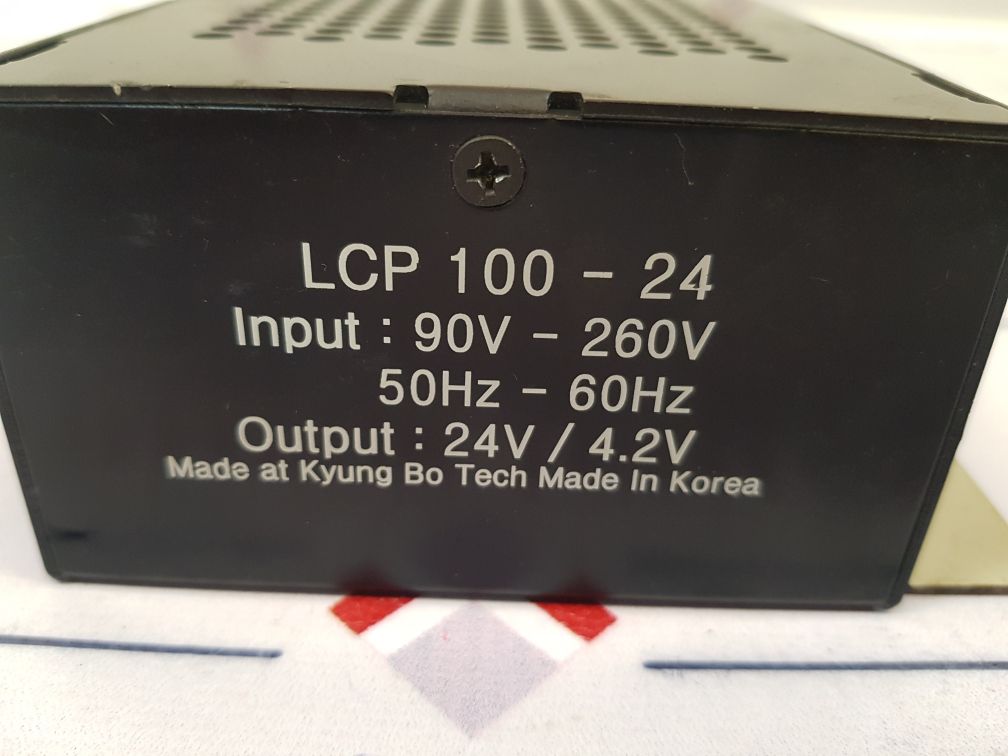 LCP 100 - 24
Input : 90V - 260V
50Hz - 60Hz
Output : 24V / 4.2V
Made at Kyung Bo Tech Made In Korea